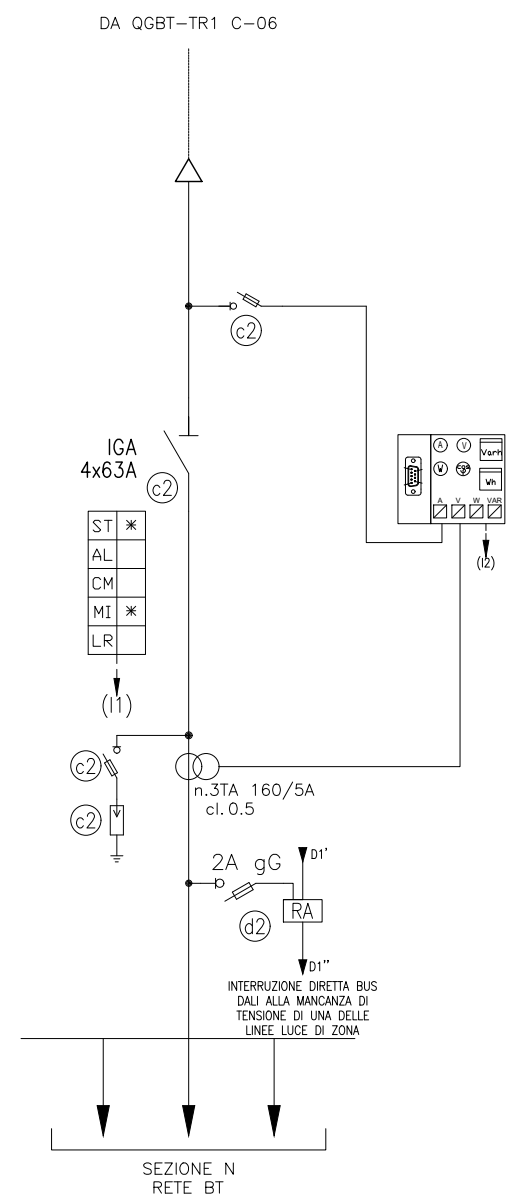 DA QGBT-TR1 C-06
c2
IGA
4x63A
c2
A V Varh
W cosφ Wh
A V W VAR
(I2)
ST *
AL
CM
MI *
LR
(I1)
c2
n.3TA 160/5A
cl.0.5
c2
2A gG
D1'
RA
d2
D1''
INTERRUZIONE DIRETTA BUS
DALI ALLA MANCANZA DI
TENSIONE DI UNA DELLE
LINEE LUCE DI ZONA
SEZIONE N
RETE BT